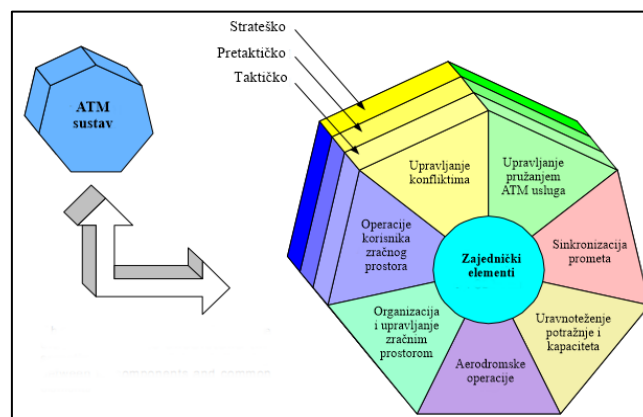 Strateško
Pretaktičko
Taktičko
ATM
sustav
Upravljanje
konfliktima
Upravljanje
pružanjem
ATM usluga
Operacije
korisnika
zračnog
prostora
Zajednički
elementi
Sinkronizacija
prometa
Organizacija
i upravljanje
zračnim
prostorom
Uravnoteženje
potražnje i
kapaciteta
Aerodromske
operacije